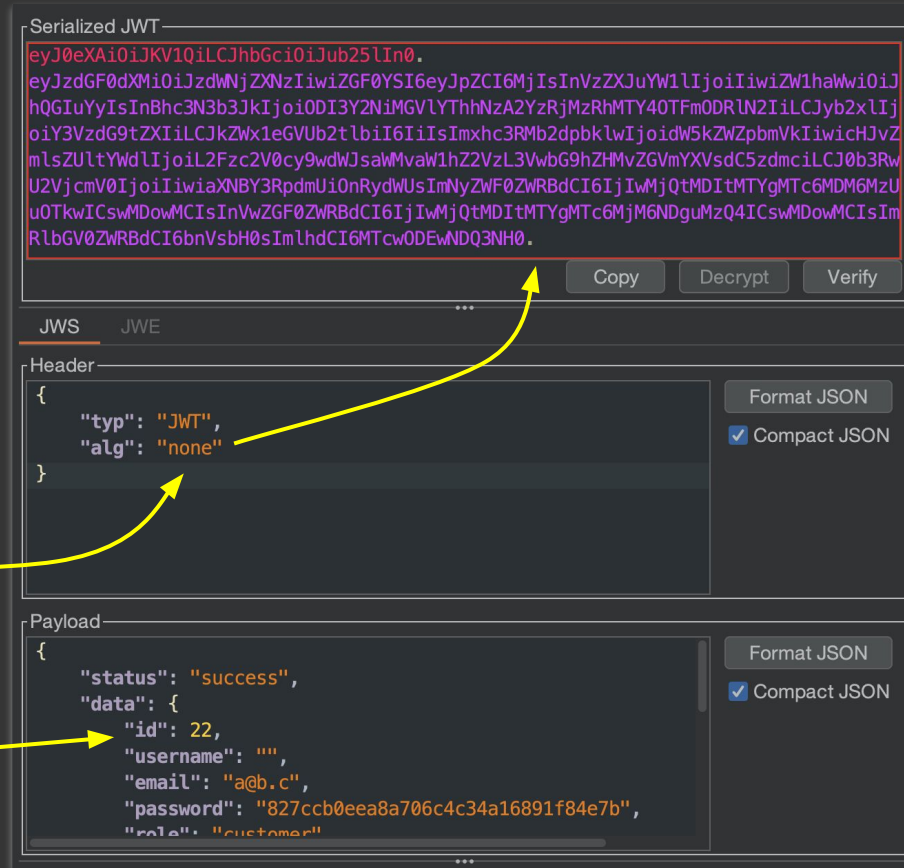 Serialized JWT
eyJ0eXAiOiJKV1QiLCJhbGciOiJub25lIn0.
eyJzdGF0dXMiOiJzdWNjZXNzIiwiZGF0YSI6eyJpZCI6MjIsInVzZXJuYW1lIjoiIiwiZW1haWwiOiJ
hQGIuYyIsInBhc3N3b3JkIjoiODI3Y2NiMGVlYThhNzA2YzRjMzRhMTY4OTFmODRlN2IiLCJyb2xlIj
oiY3VzdG9tZXIiLCJkZWx1eGVUb2tlbiI6IiIsImxhc3RMb2dpbklwIjoidW5kZWZpbmVkIiwicHJvZ
mlsZUltYWdlIjoiL2Fzc2V0cy9wdWJsaWMvaW1hZ2VzL3VwbG9hZHMvZGVmYXVsdC5zdmciLCJ0b3Rw
U2VjcmV0IjoiIiwiaXNBY3RpdmUiOnRydWUsImNyZWF0ZWRBdCI6IjIwMjQtMDItMTYgMTc6MDM6MzU
uOTkwICswMDowMCIsInVwZGF0ZWRBdCI6IjIwMjQtMDItMTYgMTc6MjM6NDguMzQ4ICswMDowMCIsIm
RlbGV0ZWRBdCI6bnVsbH0sImlhdCI6MTcwODEwNDQ3NH0.
Copy Decrypt Verify
JWS JWE
Header
{
"typ": "JWT",
"alg": "none"
}
Format JSON
Compact JSON
Payload
{
"status": "success",
"data": {
"id": 22,
"username": "",
"email": "a@b.c",
"password": "827ccb0eea8a706c4c34a16891f84e7b",
"role": "customer"
Format JSON
Compact JSON